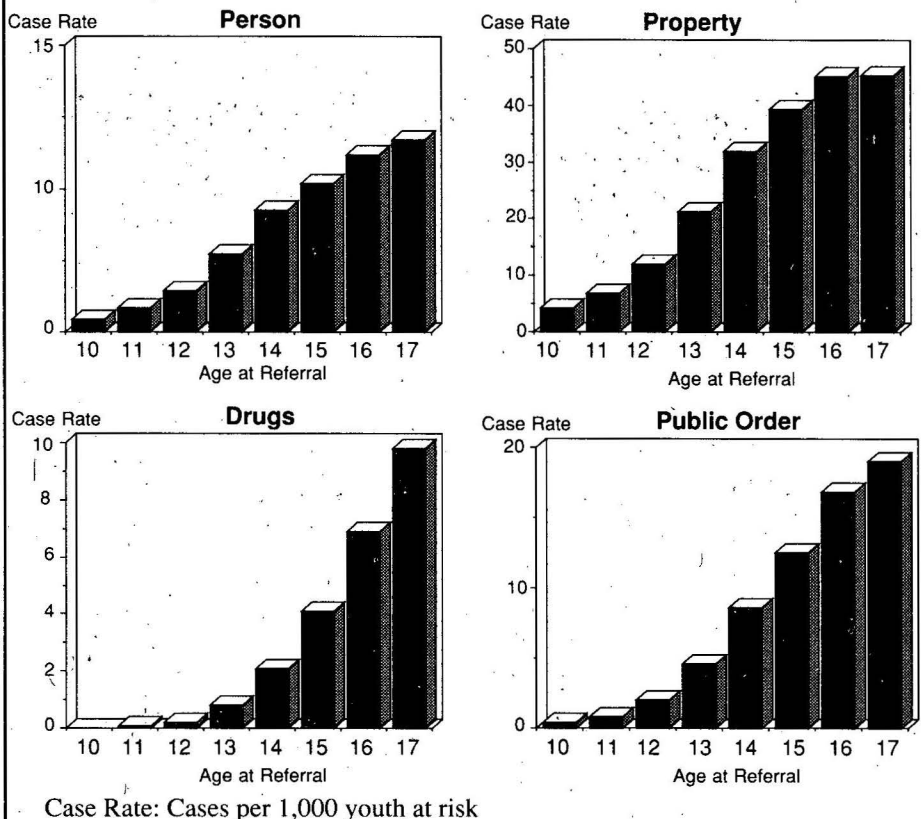 Case Rate Person
15
10
0
10 11 12 13 14 15 16 17
Age at Referral
Case Rate Property
50
40
30
20
10
0
10 11 12 13 14 15 16 17
Age at Referral
Case Rate Drugs
10
8
6
4
2
0
10 11 12 13 14 15 16 17
Age at Referral
Case Rate Public Order
20
10
0
10 11 12 13 14 15 16 17
Age at Referral
Case Rate: Cases per 1,000 youth at risk